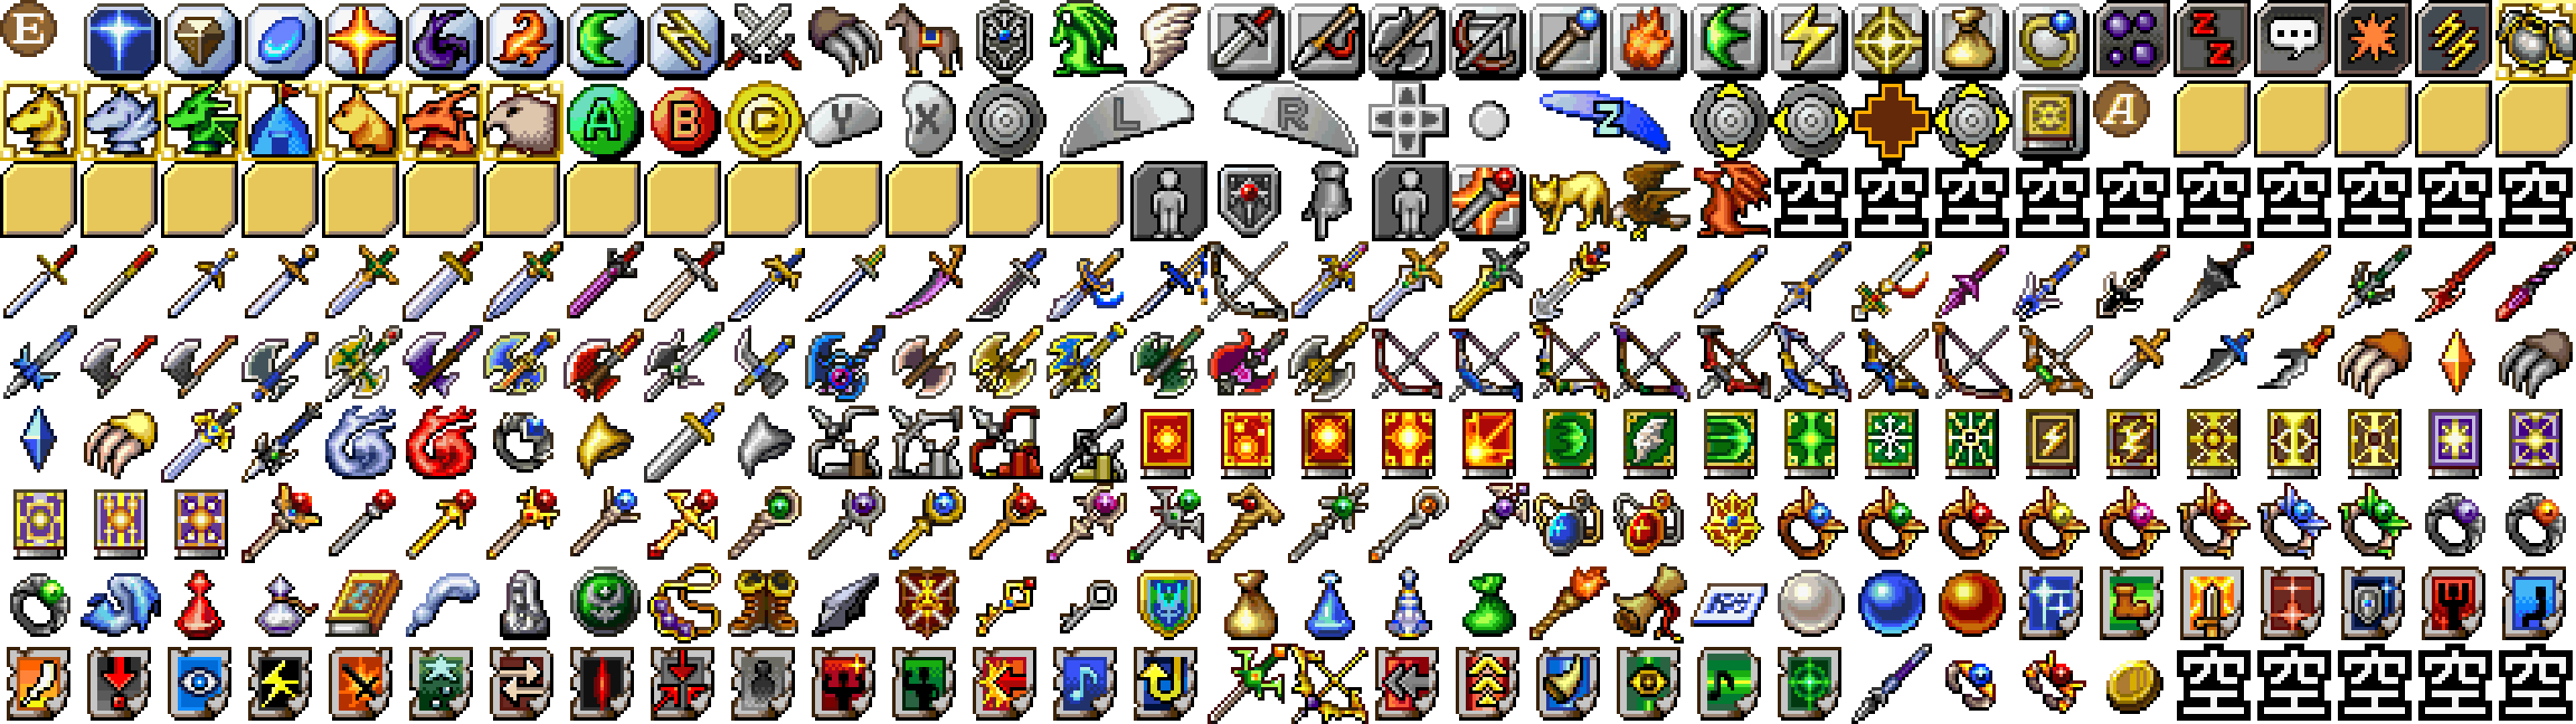 E Z Z ...
A B C Y X L R Z A
空 空 空 空 空 空 空 空 空 空
空 空 空 空 空